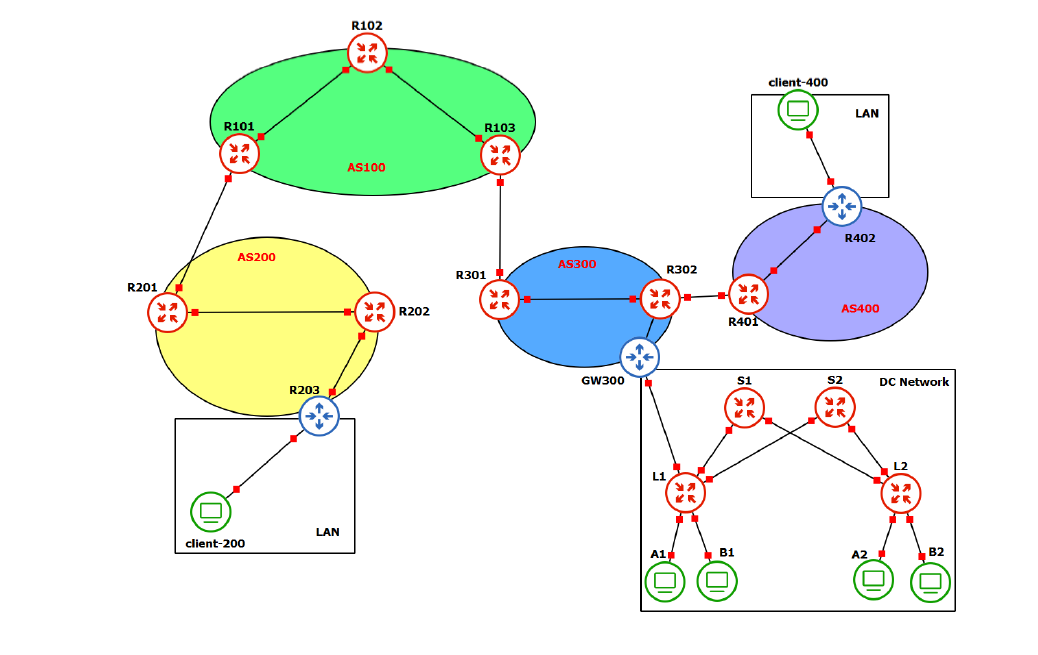 R102
client-400
LAN
R101
R103
AS100
R402
AS200
AS300
R302
R301
R201
R202
AS400
R401
GW300
R203
S1
S2
DC Network
L1
L2
LAN
client-200
A1
B1
A2
B2